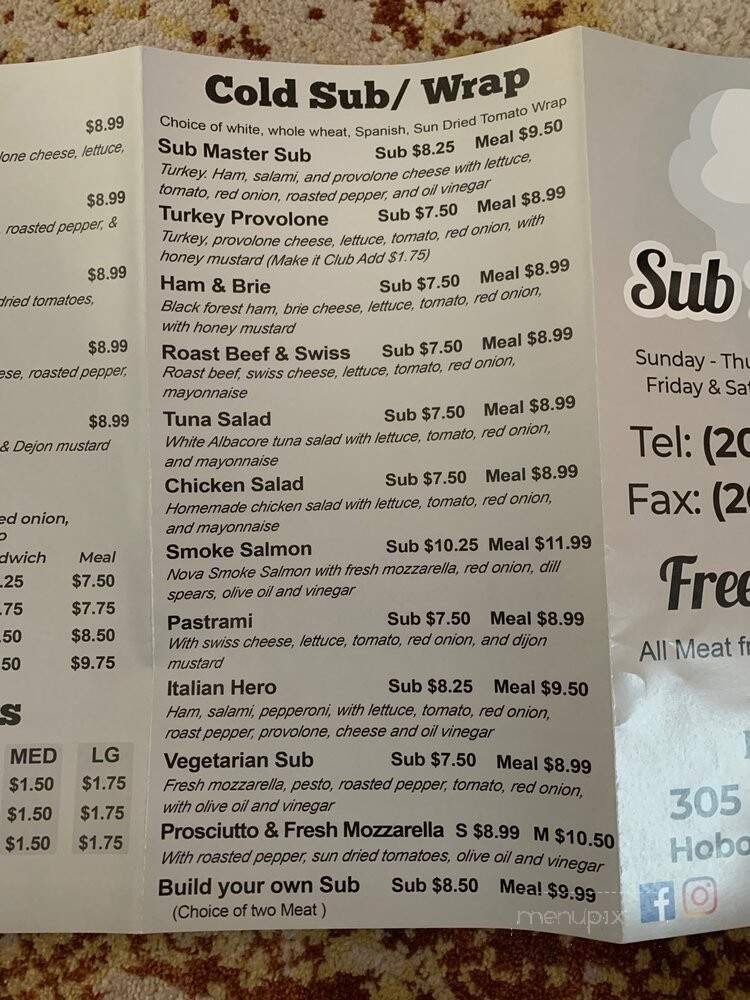 $8.99
lone cheese, lettuce,
$8.99
roasted pepper, &
$8.99
dried tomatoes,
$8.99
ese, roasted pepper,
$8.99
& Dejon mustard
ed onion,
dwich Meal
.25 $7.50
.75 $7.75
.50 $8.50
.50 $9.75
s
MED LG
$1.50 $1.75
$1.50 $1.75
$1.50 $1.75
Cold Sub/ Wrap
Choice of white, whole wheat, Spanish, Sun Dried Tomato Wrap
Sub Master Sub Sub $8.25 Meal $9.50
Turkey. Ham, salami, and provolone cheese with lettuce,
tomato, red onion, roasted pepper, and oil vinegar
Turkey Provolone Sub $7.50 Meal $8.99
Turkey, provolone cheese, lettuce, tomato, red onion, with
honey mustard (Make it Club Add $1.75)
Ham & Brie Sub $7.50 Meal $8.99
Black forest ham, brie cheese, lettuce, tomato, red onion,
with honey mustard
Roast Beef & Swiss Sub $7.50 Meal $8.99
Roast beef, swiss cheese, lettuce, tomato, red onion,
mayonnaise
Tuna Salad Sub $7.50 Meal $8.99
White Albacore tuna salad with lettuce, tomato, red onion,
and mayonnaise
Chicken Salad Sub $7.50 Meal $8.99
Homemade chicken salad with lettuce, tomato, red onion,
and mayonnaise
Smoke Salmon Sub $10.25 Meal $11.99
Nova Smoke Salmon with fresh mozzarella, red onion, dill
spears, olive oil and vinegar
Pastrami Sub $7.50 Meal $8.99
With swiss cheese, lettuce, tomato, red onion, and dijon
mustard
Italian Hero Sub $8.25 Meal $9.50
Ham, salami, pepperoni, with lettuce, tomato, red onion,
roast pepper, provolone, cheese and oil vinegar
Vegetarian Sub Sub $7.50 Meal $8.99
Fresh mozzarella, pesto, roasted pepper, tomato, red onion,
with olive oil and vinegar
Prosciutto & Fresh Mozzarella S $8.99 M $10.50
With roasted pepper, sun dried tomatoes, olive oil and vinegar
Build your own Sub Sub $8.50 Meal $9.99
(Choice of two Meat )
menupix
Sub
Sunday - Thu
Friday & Sat
Tel: (20
Fax: (20
Free
All Meat fr
305
Hobo